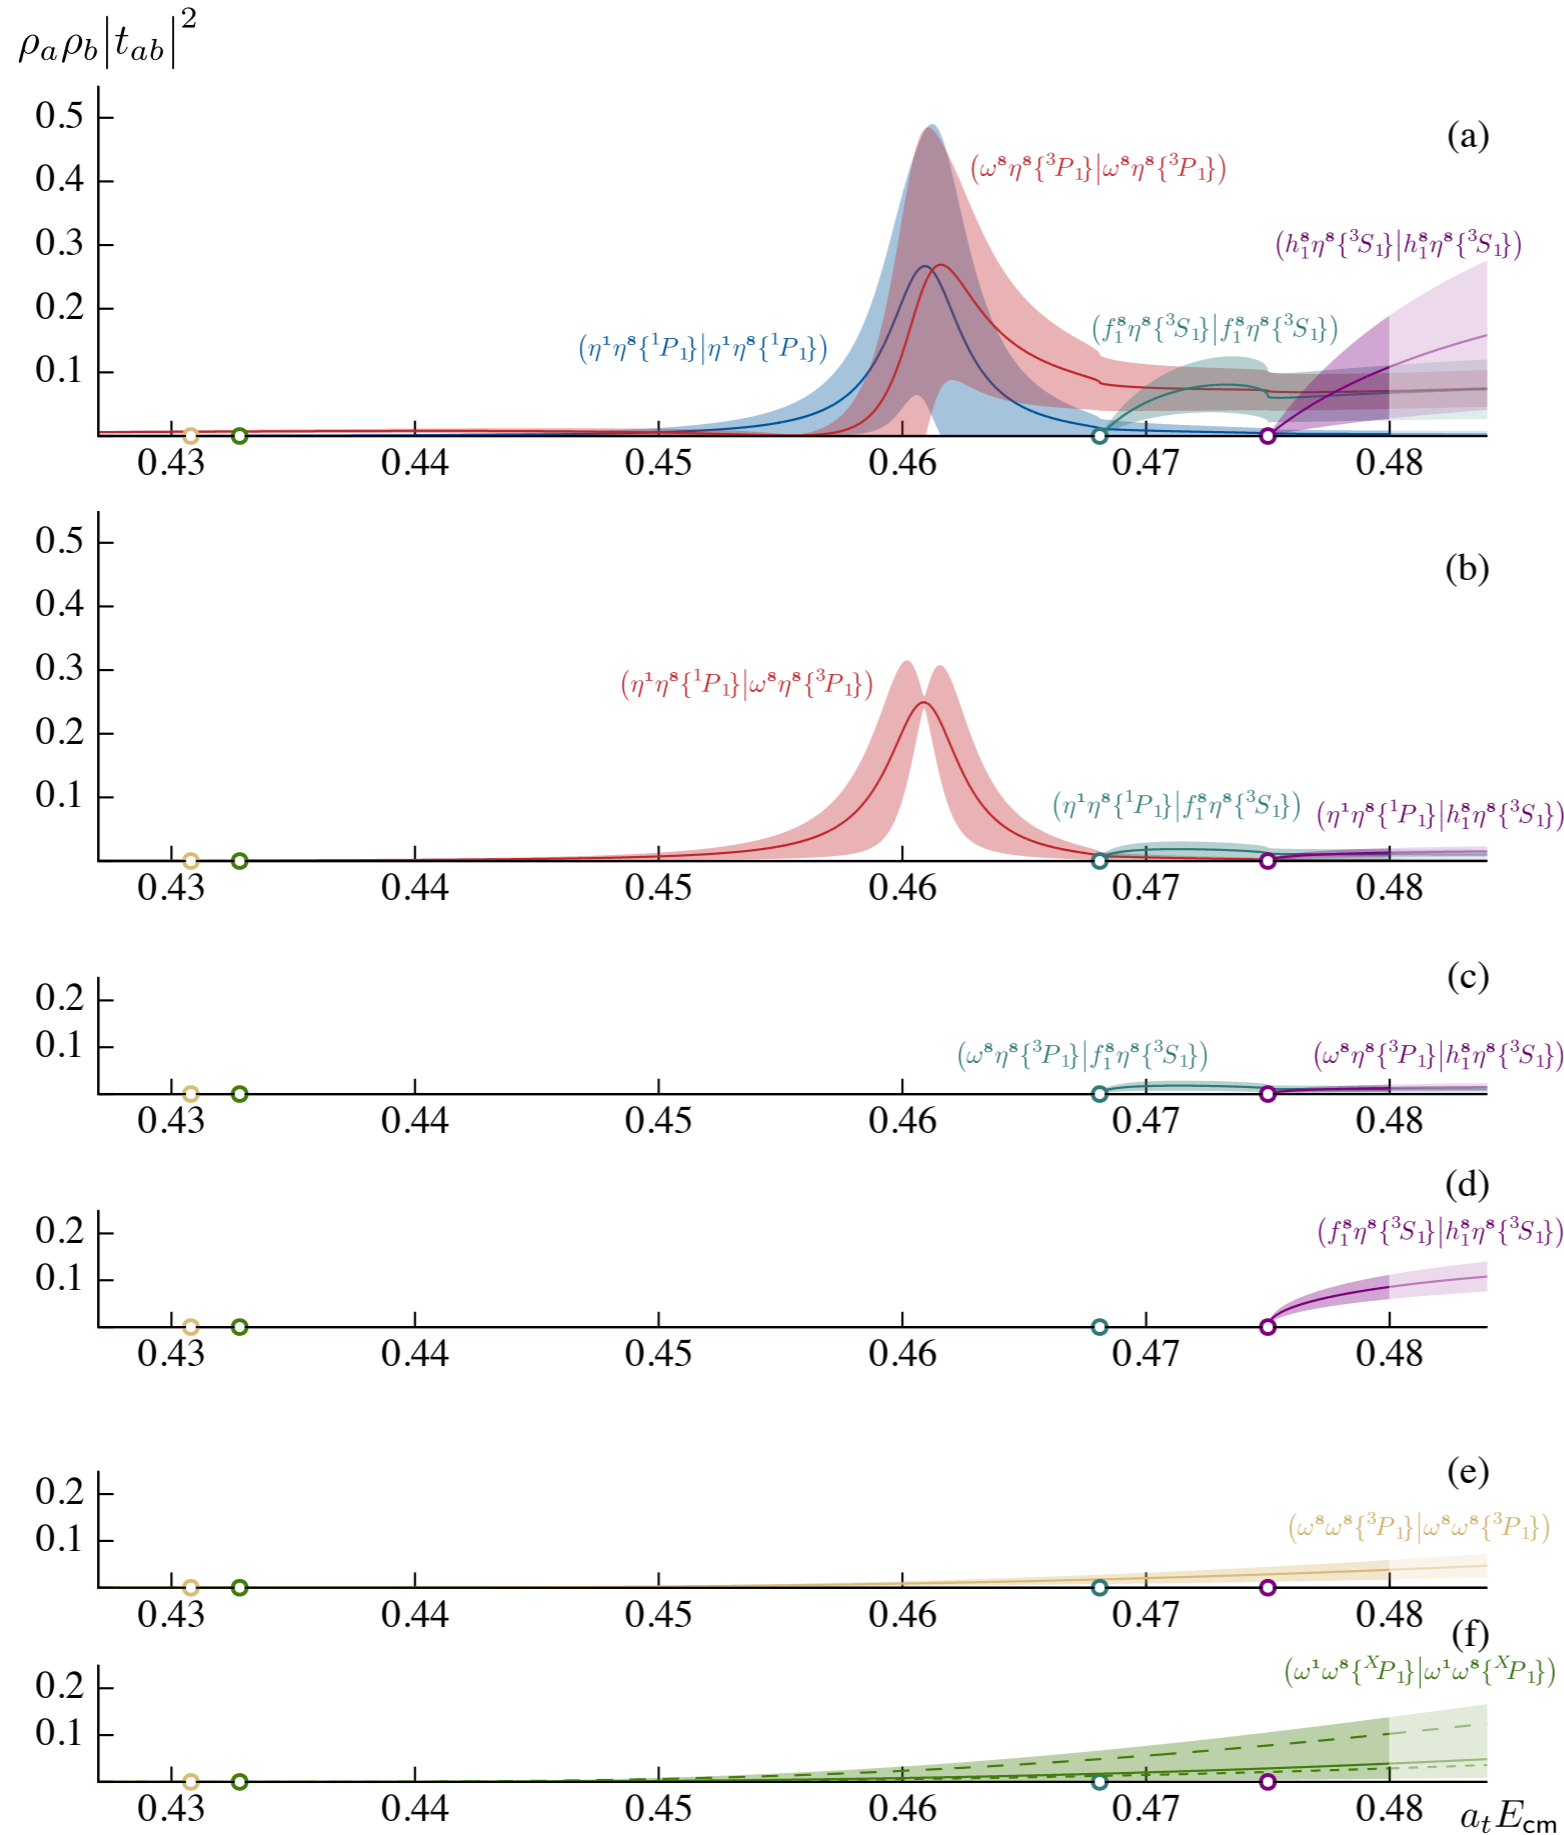 ρₐρ_b|t_ab|²
(a)
0.5
0.4
0.3
0.2
0.1
(ω⁸η⁸{³P₁}|ω⁸η⁸{³P₁})
(h₁⁸η⁸{³S₁}|h₁⁸η⁸{³S₁})
(f₁⁸η⁸{³S₁}|f₁⁸η⁸{³S₁})
(η¹η⁸{¹P₁}|η¹η⁸{¹P₁})
0.43 0.44 0.45 0.46 0.47 0.48
(b)
0.5
0.4
0.3
0.2
0.1
(η¹η⁸{¹P₁}|ω⁸η⁸{³P₁})
(η¹η⁸{¹P₁}|f₁⁸η⁸{³S₁})
(η¹η⁸{¹P₁}|h₁⁸η⁸{³S₁})
0.43 0.44 0.45 0.46 0.47 0.48
(c)
0.2
0.1
(ω⁸η⁸{³P₁}|f₁⁸η⁸{³S₁})
(ω⁸η⁸{³P₁}|h₁⁸η⁸{³S₁})
0.43 0.44 0.45 0.46 0.47 0.48
(d)
0.2
0.1
(f₁⁸η⁸{³S₁}|h₁⁸η⁸{³S₁})
0.43 0.44 0.45 0.46 0.47 0.48
(e)
0.2
0.1
(ω⁸ω⁸{³P₁}|ω⁸ω⁸{³P₁})
0.43 0.44 0.45 0.46 0.47 0.48
(f)
0.2
0.1
(ω¹ω⁸{ˣP₁}|ω¹ω⁸{ˣP₁})
0.43 0.44 0.45 0.46 0.47 0.48
a_t E_cm